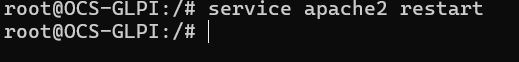 root@OCS-GLPI:/# service apache2 restart
root@OCS-GLPI:/#